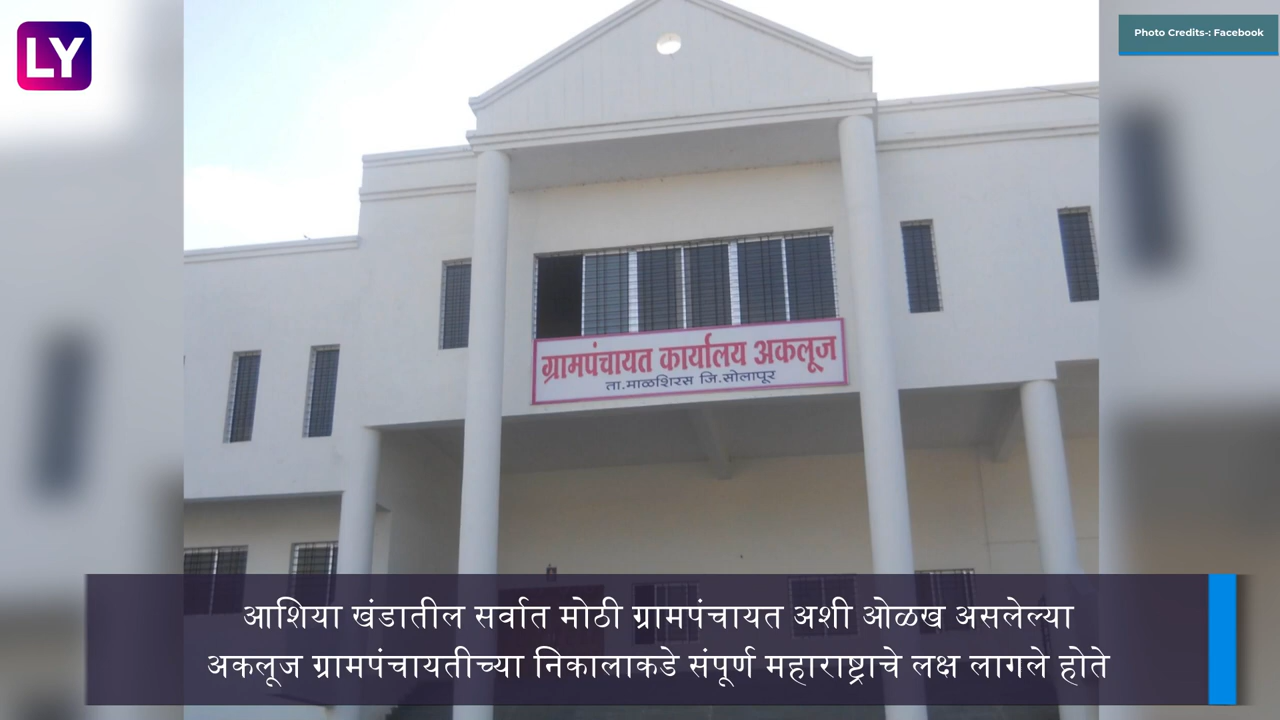 LY
Photo Credits-: Facebook
ग्रामपंचायत कार्यालय अकलूज
ता.माळशिरस जि.सोलापूर
आशिया खंडातील सर्वात मोठी ग्रामपंचायत अशी ओळख असलेल्या
अकलूज ग्रामपंचायतीच्या निकालाकडे संपूर्ण महाराष्ट्राचे लक्ष लागले होते